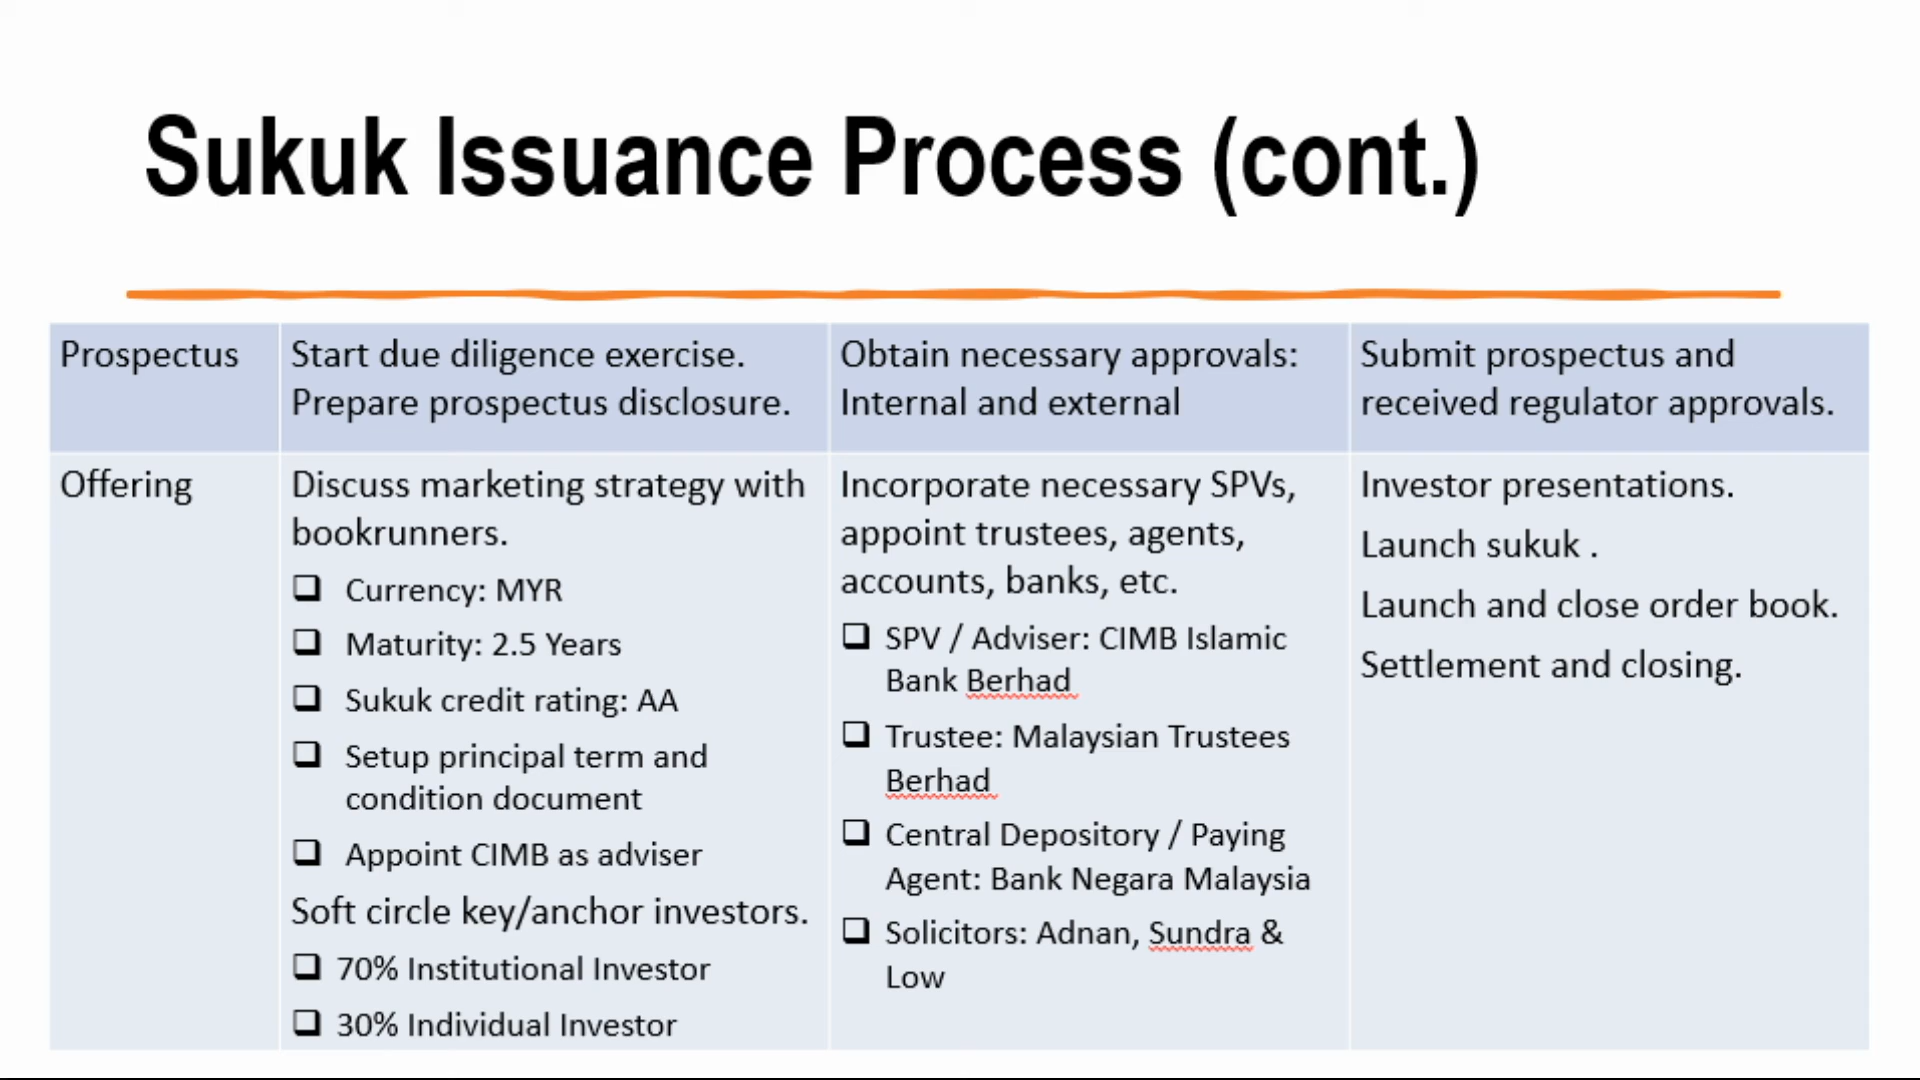 Sukuk Issuance Process (cont.)
Prospectus
Start due diligence exercise.
Prepare prospectus disclosure.
Obtain necessary approvals:
Internal and external
Submit prospectus and
received regulator approvals.
Offering
Discuss marketing strategy with
bookrunners.
Currency: MYR
Maturity: 2.5 Years
Sukuk credit rating: AA
Setup principal term and
condition document
Appoint CIMB as adviser
Soft circle key/anchor investors.
70% Institutional Investor
30% Individual Investor
Incorporate necessary SPVs,
appoint trustees, agents,
accounts, banks, etc.
SPV / Adviser: CIMB Islamic
Bank Berhad
Trustee: Malaysian Trustees
Berhad
Central Depository / Paying
Agent: Bank Negara Malaysia
Solicitors: Adnan, Sundra &
Low
Investor presentations.
Launch sukuk .
Launch and close order book.
Settlement and closing.